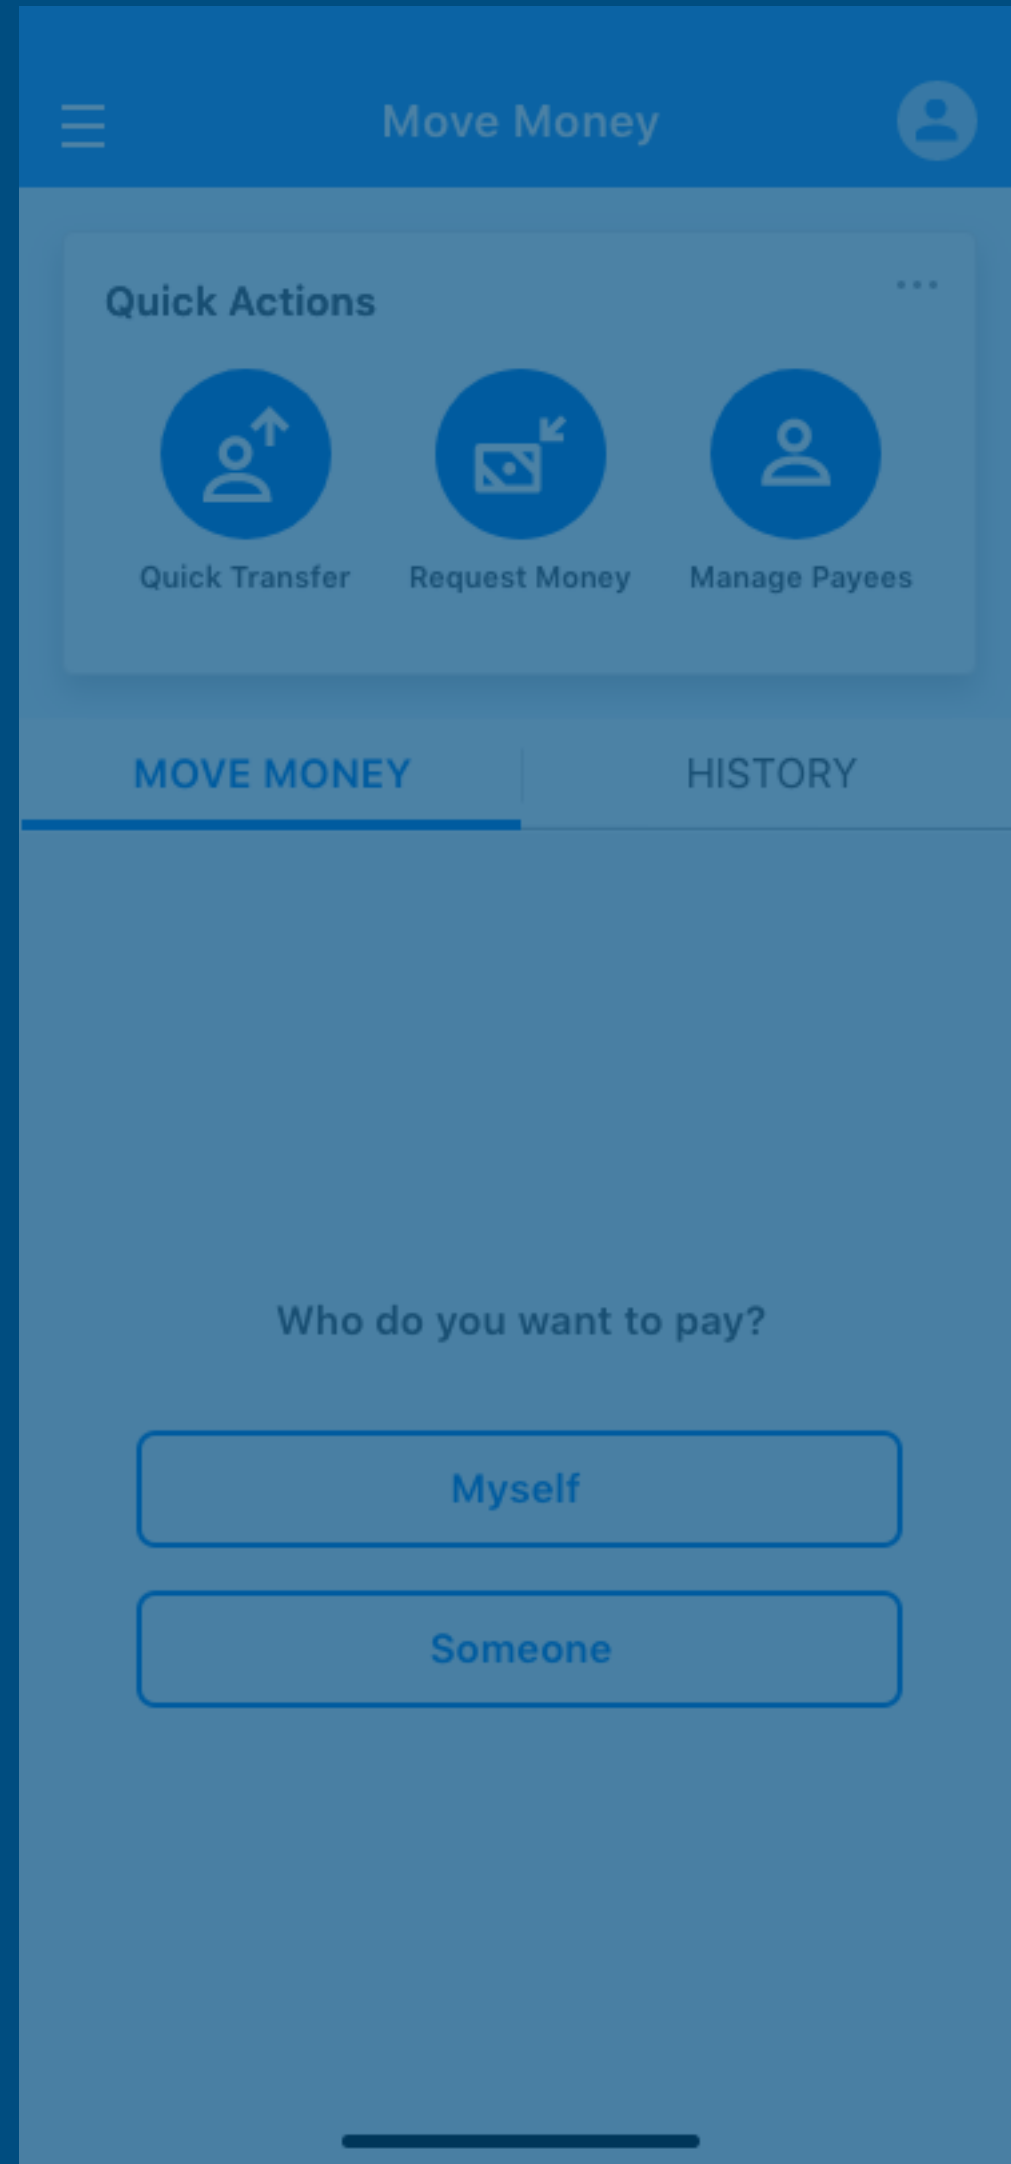 Move Money
Quick Actions
Quick Transfer
Request Money
Manage Payees
MOVE MONEY
HISTORY
Who do you want to pay?
Myself
Someone